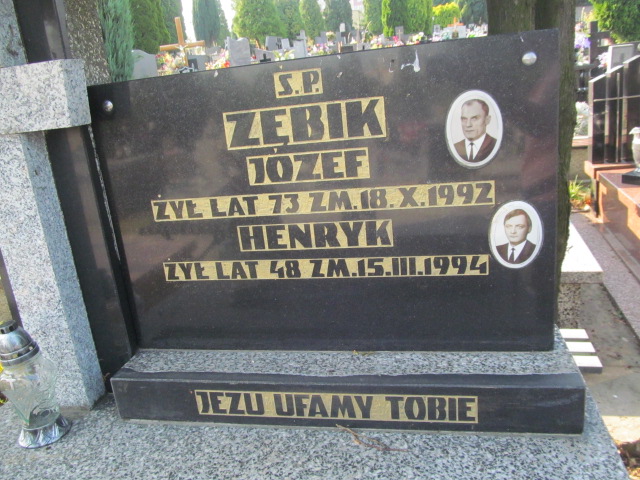 Ś.P.
ZĘBIK
JÓZEF
ŻYŁ LAT 73 ZM.18.X.1992
HENRYK
ŻYŁ LAT 48 ZM.15.III.1994
JEZU UFAMY TOBIE